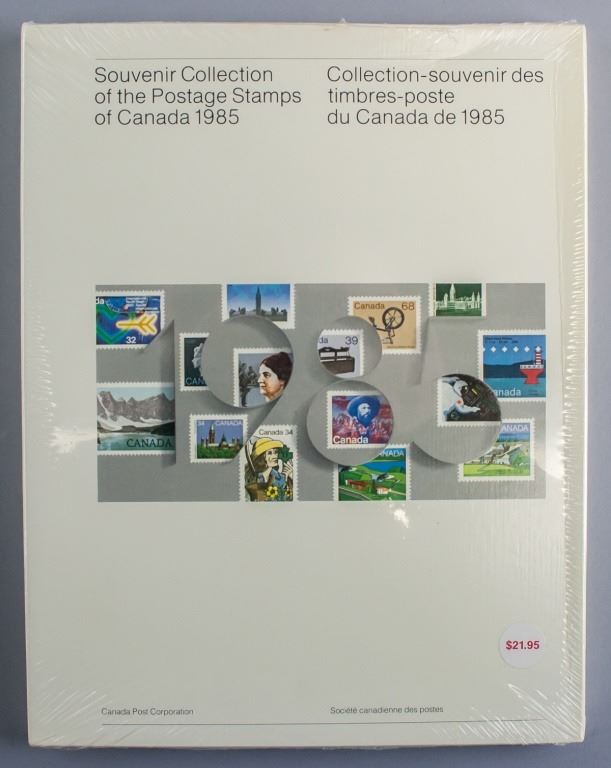 Souvenir Collection
of the Postage Stamps
of Canada 1985
Collection-souvenir des
timbres-poste
du Canada de 1985
1985
32
CANADA
Canada 68
39
34 CANADA
Canada 34
Canada
CANADA
CANADA
$21.95
Canada Post Corporation
Société canadienne des postes